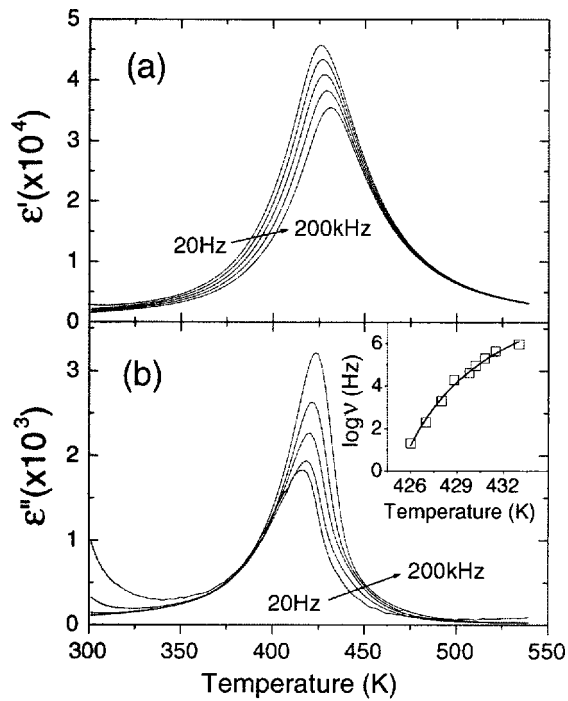 (a)
5
4
3
2
1
0
ε'(x10⁴)
20Hz
200kHz
(b)
3
2
1
0
ε"(x10³)
20Hz
200kHz
6
4
2
0
logν (Hz)
426 429 432
Temperature (K)
300 350 400 450 500 550
Temperature (K)